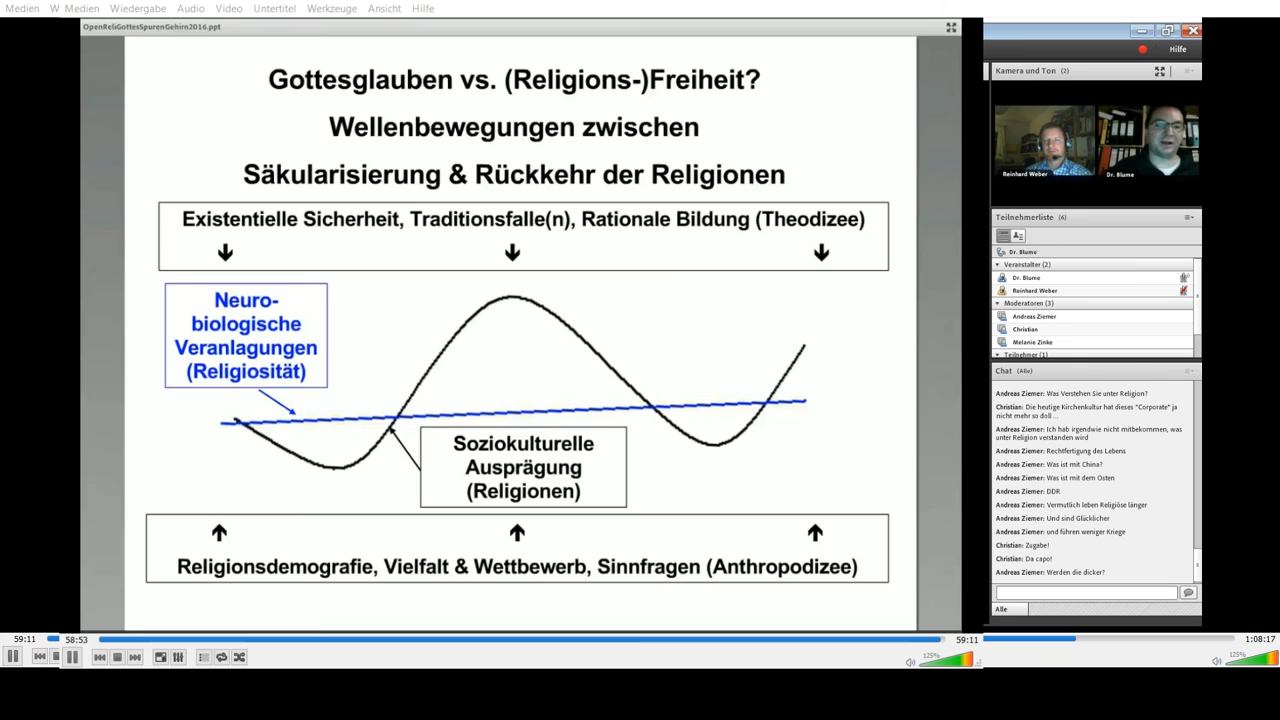 Medien W Medien Wiedergabe Audio Video Untertitel Werkzeuge Ansicht Hilfe
OpenReliGottesSpurenGehirn2016.ppt
Gottesglauben vs. (Religions-)Freiheit?
Wellenbewegungen zwischen
Säkularisierung & Rückkehr der Religionen
Existentielle Sicherheit, Traditionsfalle(n), Rationale Bildung (Theodizee)
Neuro-
biologische
Veranlagungen
(Religiosität)
Soziokulturelle
Ausprägung
(Religionen)
Religionsdemografie, Vielfalt & Wettbewerb, Sinnfragen (Anthropodizee)
Hilfe
Kamera und Ton (2)
Reinhard Weber
Dr. Blume
Teilnehmerliste (6)
Dr. Blume
Veranstalter (2)
Dr. Blume
Reinhard Weber
Moderatoren (3)
Andreas Ziemer
Christian
Melanie Zinke
Teilnehmer (1)
Chat (Alle)
Andreas Ziemer: Was Verstehen Sie unter Religion?
Christian: Die heutige Kirchenkultur hat dieses "Corporate" ja
nicht mehr so doll ...
Andreas Ziemer: Ich hab irgendwie nicht mitbekommen, was
unter Religion verstanden wird
Andreas Ziemer: Rechtfertigung des Lebens
Andreas Ziemer: Was ist mit China?
Andreas Ziemer: Was ist mit dem Osten
Andreas Ziemer: DDR
Andreas Ziemer: Vermutlich leben Religiöse länger
Andreas Ziemer: Und sind Glücklicher
Andreas Ziemer: und führen weniger Kriege
Christian: Zugabe!
Christian: Da capo!
Andreas Ziemer: Werden die dicker?
Alle
59:11 58:53 59:11 1:08:17
125% 125%